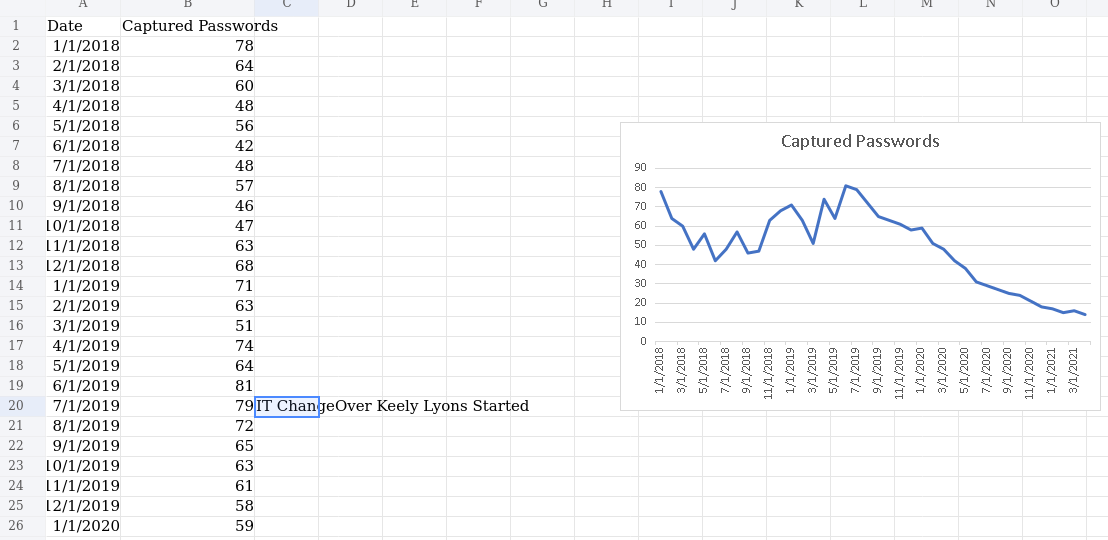 A B C D E F G H I J K L M N O
1 Date Captured Passwords
2 1/1/2018 78
3 2/1/2018 64
4 3/1/2018 60
5 4/1/2018 48
6 5/1/2018 56
7 6/1/2018 42
8 7/1/2018 48
9 8/1/2018 57
10 9/1/2018 46
11 10/1/2018 47
12 11/1/2018 63
13 12/1/2018 68
14 1/1/2019 71
15 2/1/2019 63
16 3/1/2019 51
17 4/1/2019 74
18 5/1/2019 64
19 6/1/2019 81
20 7/1/2019 79 IT ChangeOver Keely Lyons Started
21 8/1/2019 72
22 9/1/2019 65
23 10/1/2019 63
24 11/1/2019 61
25 12/1/2019 58
26 1/1/2020 59
Captured Passwords
90
80
70
60
50
40
30
20
10
0
1/1/2018 3/1/2018 5/1/2018 7/1/2018 9/1/2018 11/1/2018 1/1/2019 3/1/2019 5/1/2019 7/1/2019 9/1/2019 11/1/2019 1/1/2020 3/1/2020 5/1/2020 7/1/2020 9/1/2020 11/1/2020 1/1/2021 3/1/2021